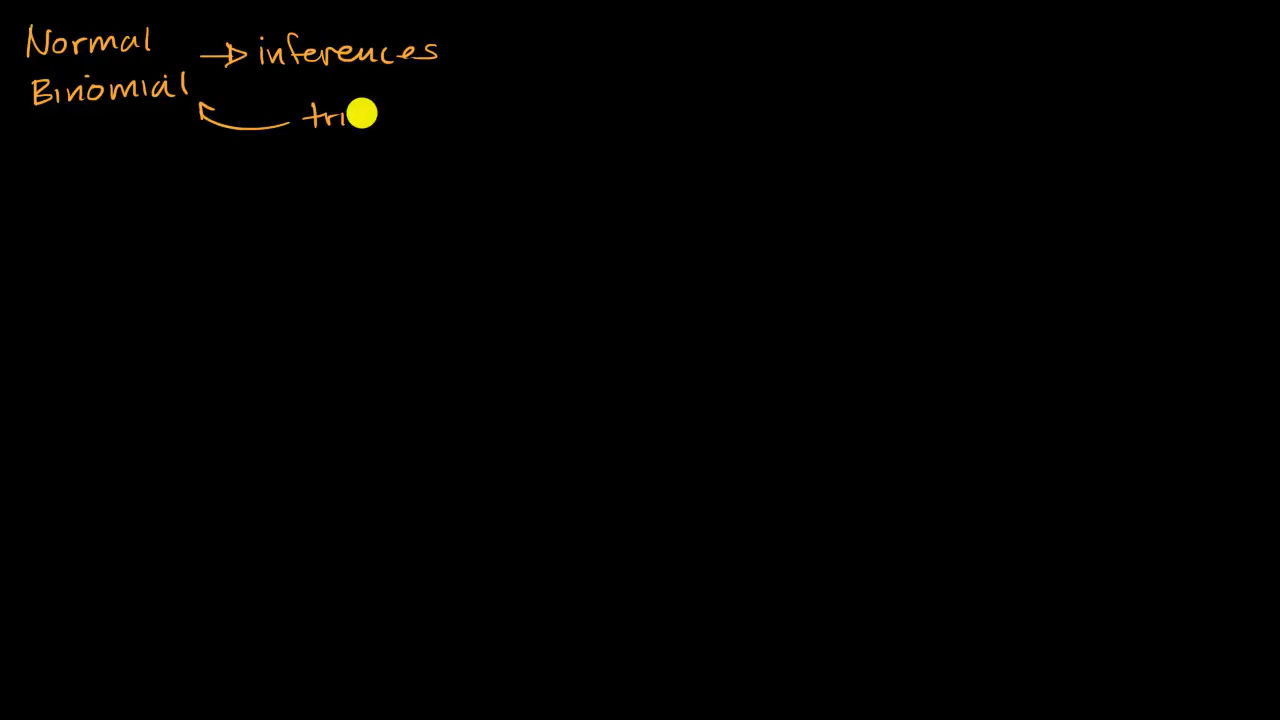 Normal → inferences
Binomial
tri